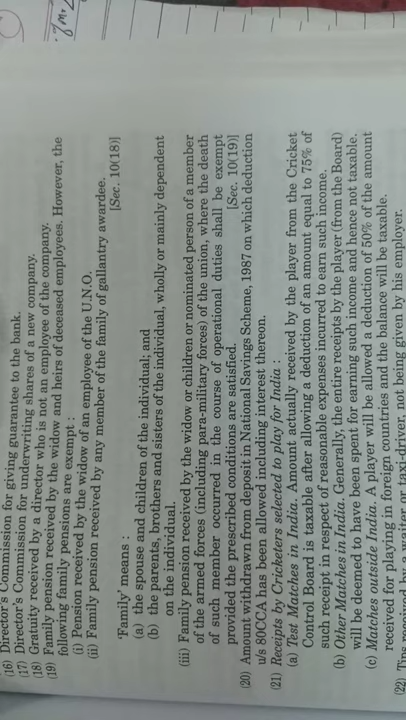 (16) Director's Commission for giving guarantee to the bank.
(17) Director's Commission for underwriting shares of a new company.
(18) Gratuity received by a director who is not an employee of the company.
(19) Family pension received by the widow and heirs of deceased employees. However, the
following family pensions are exempt :
(i) Pension received by the widow of an employee of the U.N.O.
(ii) Family pension received by any member of the family of gallantry awardee.
[Sec. 10(18)]
'Family' means :
(a) the spouse and children of the individual; and
(b) the parents, brothers and sisters of the individual, wholly or mainly dependent
on the individual.
(iii) Family pension received by the widow or children or nominated person of a member
of the armed forces (including para-military forces) of the union, where the death
of such member occurred in the course of operational duties shall be exempt
provided the prescribed conditions are satisfied. [Sec. 10(19)]
(20) Amount withdrawn from deposit in National Savings Scheme, 1987 on which deduction
u/s 80CCA has been allowed including interest thereon.
(21) Receipts by Cricketers selected to play for India :
(a) Test Matches in India. Amount actually received by the player from the Cricket
Control Board is taxable after allowing a deduction of an amount equal to 75% of
such receipt in respect of reasonable expenses incurred to earn such income.
(b) Other Matches in India. Generally, the entire receipts by the player (from the Board)
will be deemed to have been spent for earning such income and hence not taxable.
(c) Matches outside India. A player will be allowed a deduction of 50% of the amount
received for playing in foreign countries and the balance will be taxable.
(22) Tips received by a waiter or taxi-driver, not being given by his employer.